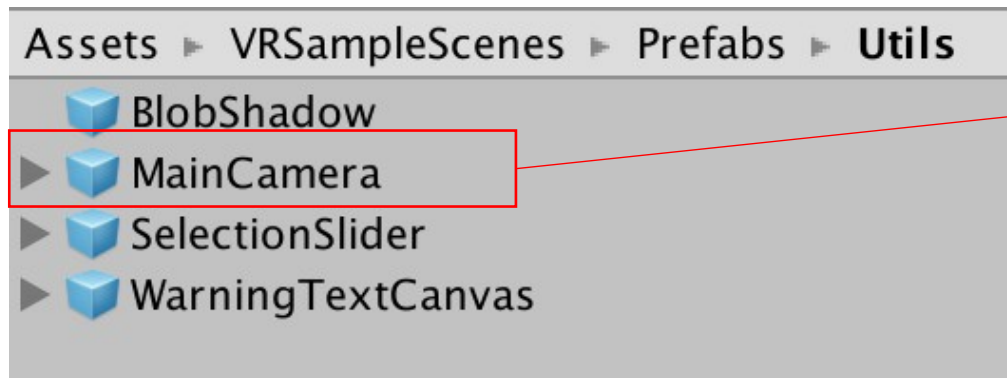 Assets ▸ VRSampleScenes ▸ Prefabs ▸ Utils
BlobShadow
MainCamera
SelectionSlider
WarningTextCanvas